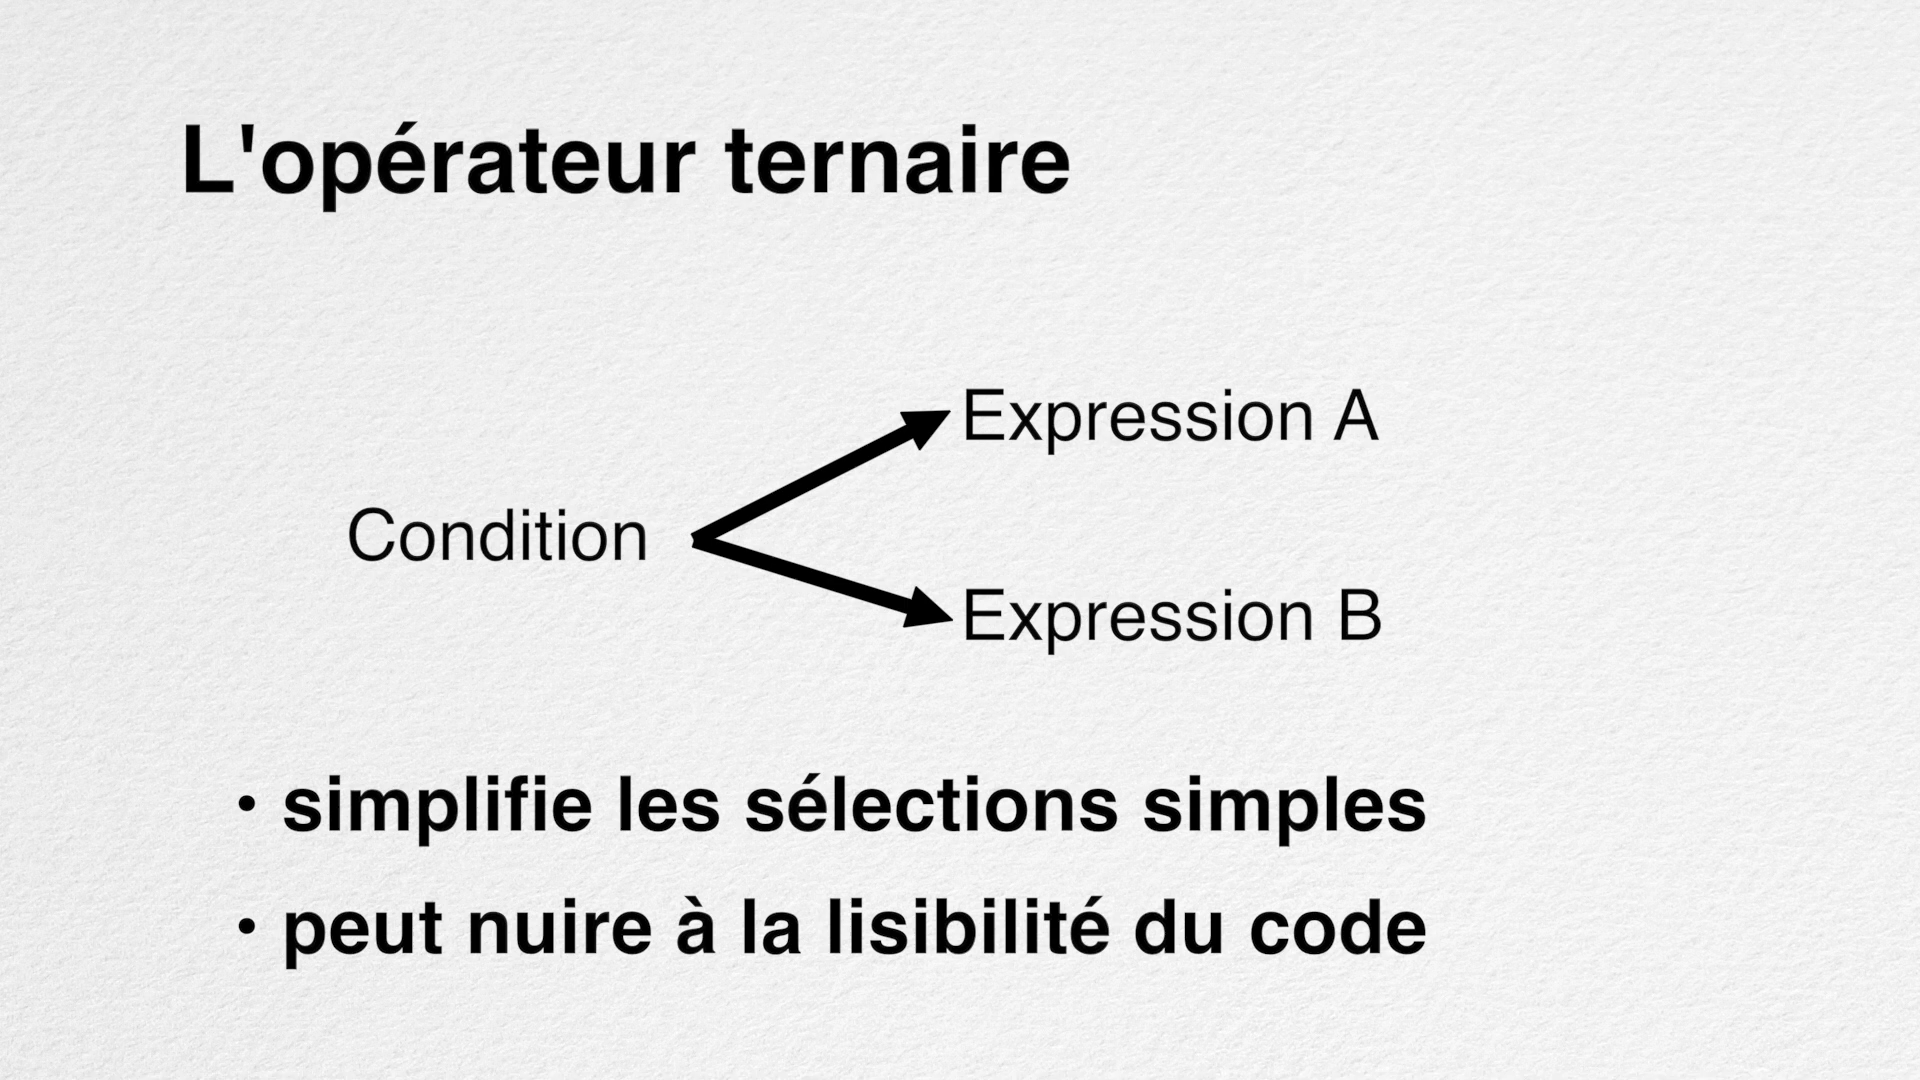 L'opérateur ternaire
Expression A
Condition
Expression B
• simplifie les sélections simples
• peut nuire à la lisibilité du code